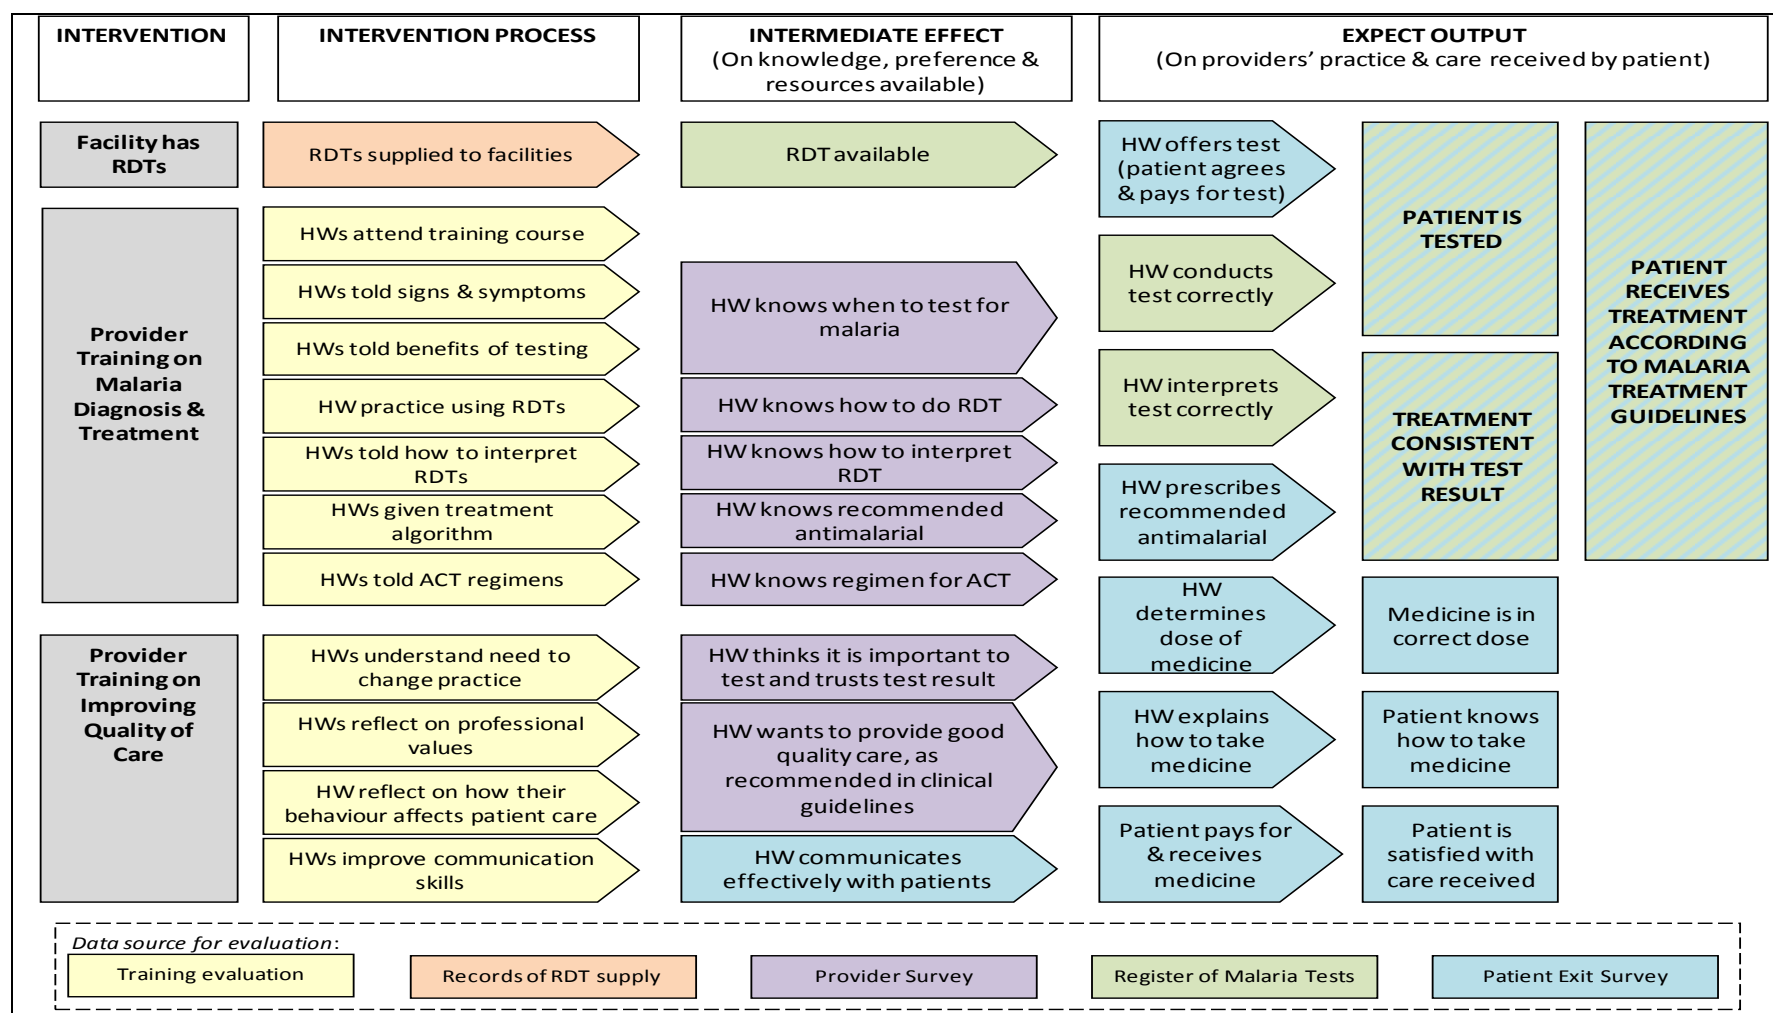 INTERVENTION
INTERVENTION PROCESS
INTERMEDIATE EFFECT
(On knowledge, preference &
resources available)
EXPECT OUTPUT
(On providers' practice & care received by patient)
Facility has
RDTs
RDTs supplied to facilities
RDT available
HW offers test
(patient agrees
& pays for test)
PATIENT IS
TESTED
PATIENT
RECEIVES
TREATMENT
ACCORDING
TO MALARIA
TREATMENT
GUIDELINES
Provider
Training on
Malaria
Diagnosis &
Treatment
HWs attend training course
HWs told signs & symptoms
HWs told benefits of testing
HW practice using RDTs
HWs told how to interpret
RDTs
HWs given treatment
algorithm
HWs told ACT regimens
HW knows when to test for
malaria
HW knows how to do RDT
HW knows how to interpret
RDT
HW knows recommended
antimalarial
HW knows regimen for ACT
HW conducts
test correctly
HW interprets
test correctly
HW prescribes
recommended
antimalarial
TREATMENT
CONSISTENT
WITH TEST
RESULT
HW
determines
dose of
medicine
Medicine is in
correct dose
Provider
Training on
Improving
Quality of
Care
HWs understand need to
change practice
HWs reflect on professional
values
HW reflect on how their
behaviour affects patient care
HWs improve communication
skills
HW thinks it is important to
test and trusts test result
HW wants to provide good
quality care, as
recommended in clinical
guidelines
HW communicates
effectively with patients
HW explains
how to take
medicine
Patient knows
how to take
medicine
Patient pays for
& receives
medicine
Patient is
satisfied with
care received
Data source for evaluation:
Training evaluation
Records of RDT supply
Provider Survey
Register of Malaria Tests
Patient Exit Survey